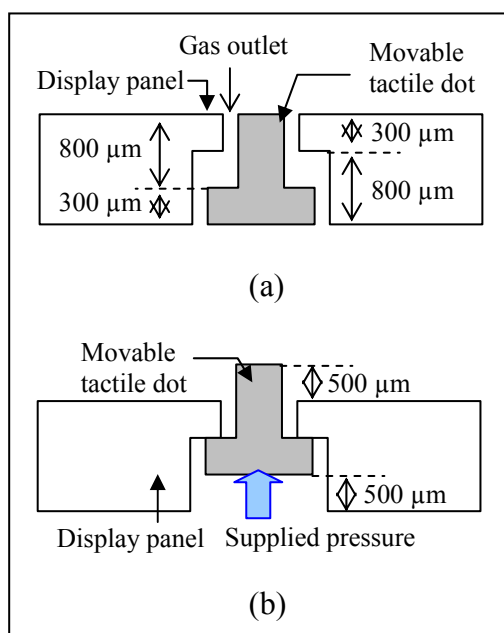 Gas outlet
Movable
tactile dot
Display panel
800 µm
300 µm
300 µm
800 µm
(a)
Movable
tactile dot
500 µm
500 µm
Display panel
Supplied pressure
(b)